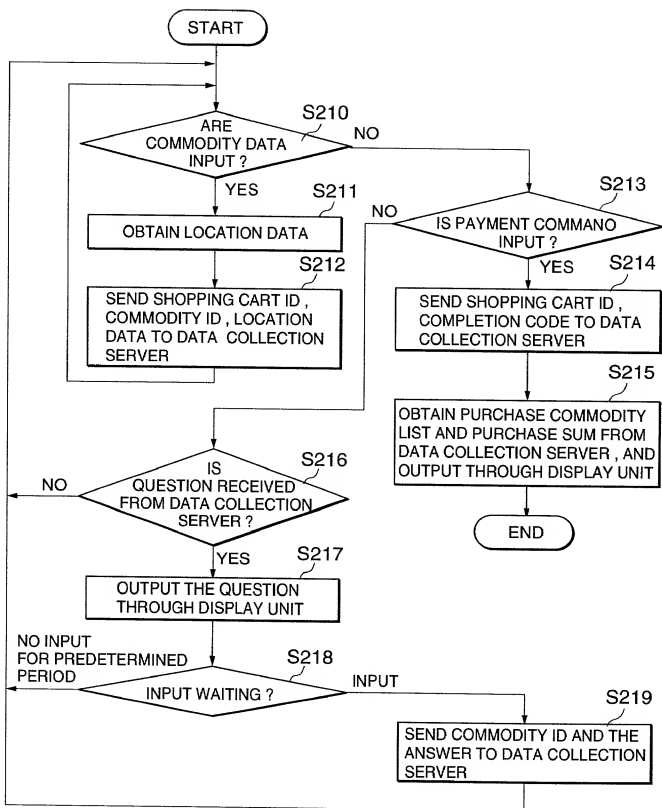 START
S210
ARE
COMMODITY DATA
INPUT ?
NO
YES
S211
OBTAIN LOCATION DATA
S212
SEND SHOPPING CART ID ,
COMMODITY ID , LOCATION
DATA TO DATA COLLECTION
SERVER
S213
NO
IS PAYMENT COMMANO
INPUT ?
YES
S214
SEND SHOPPING CART ID ,
COMPLETION CODE TO DATA
COLLECTION SERVER
S215
OBTAIN PURCHASE COMMODITY
LIST AND PURCHASE SUM FROM
DATA COLLECTION SERVER , AND
OUTPUT THROUGH DISPLAY UNIT
END
S216
IS
QUESTION RECEIVED
FROM DATA COLLECTION
SERVER ?
NO
YES
S217
OUTPUT THE QUESTION
THROUGH DISPLAY UNIT
NO INPUT
FOR PREDETERMINED
PERIOD
S218
INPUT WAITING ?
INPUT
S219
SEND COMMODITY ID AND THE
ANSWER TO DATA COLLECTION
SERVER